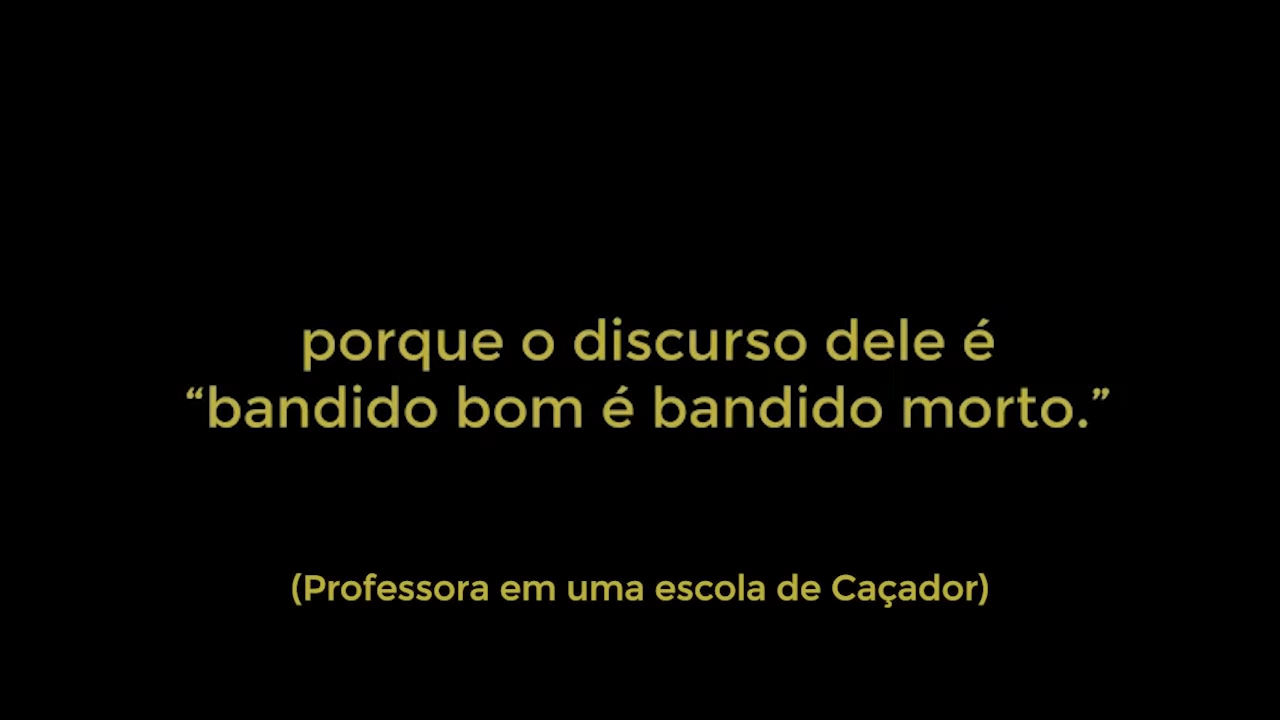 porque o discurso dele é
“bandido bom é bandido morto.”
(Professora em uma escola de Caçador)